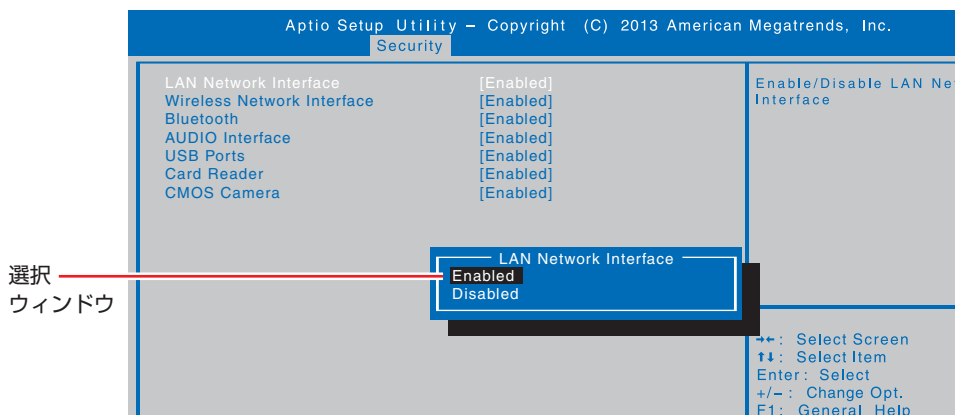 Aptio Setup Utility – Copyright (C) 2013 American Megatrends, Inc.
Security
LAN Network Interface [Enabled]
Wireless Network Interface [Enabled]
Bluetooth [Enabled]
AUDIO Interface [Enabled]
USB Ports [Enabled]
Card Reader [Enabled]
CMOS Camera [Enabled]
Enable/Disable LAN Net
Interface
LAN Network Interface
Enabled
Disabled
選択
ウィンドウ
→←: Select Screen
↑↓: Select Item
Enter: Select
+/–: Change Opt.
F1: General Help